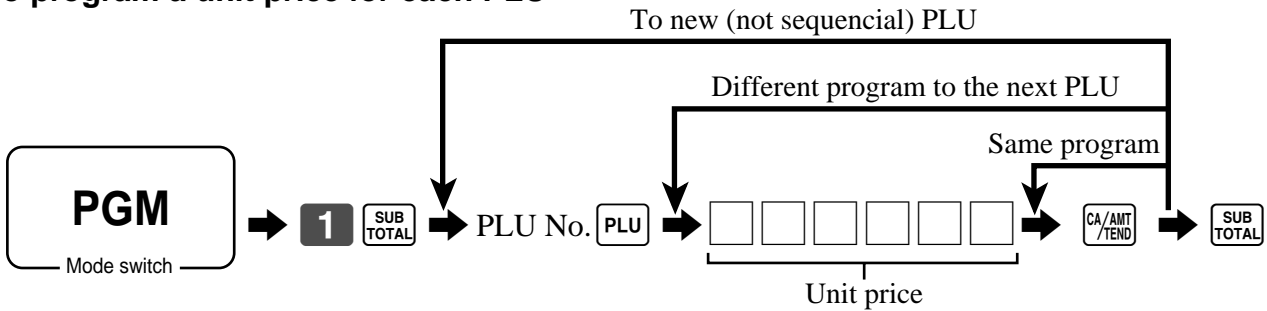 program a unit price for each PLU
To new (not sequencial) PLU
Different program to the next PLU
Same program
PGM
Mode switch
1 SUB TOTAL PLU No. PLU CA/AMT/TEND SUB TOTAL
Unit price